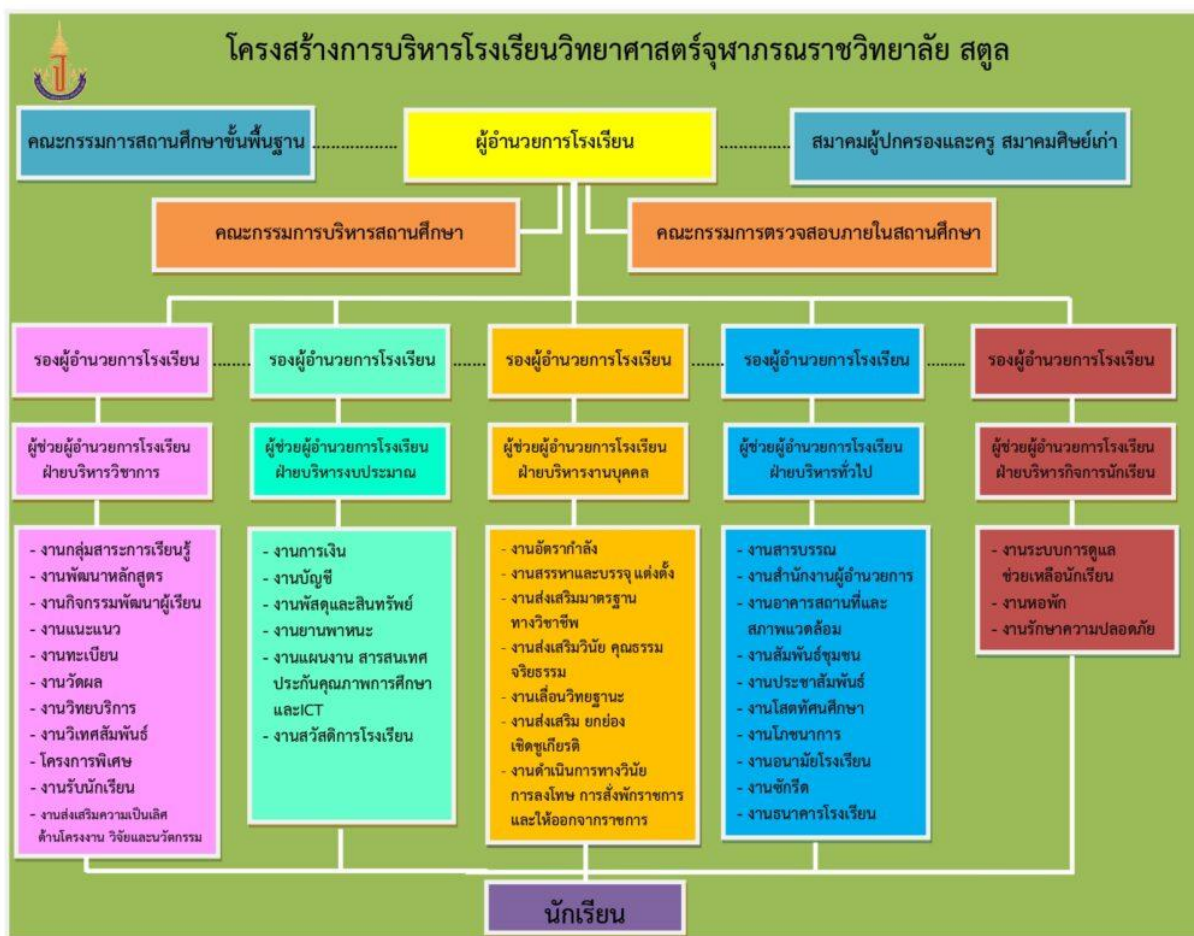 โครงสร้างการบริหารโรงเรียนวิทยาศาสตร์จุฬาภรณราชวิทยาลัย สตูล
คณะกรรมการสถานศึกษาขั้นพื้นฐาน
ผู้อำนวยการโรงเรียน
สมาคมผู้ปกครองและครู สมาคมศิษย์เก่า
คณะกรรมการบริหารสถานศึกษา
คณะกรรมการตรวจสอบภายในสถานศึกษา
รองผู้อำนวยการโรงเรียน
รองผู้อำนวยการโรงเรียน
รองผู้อำนวยการโรงเรียน
รองผู้อำนวยการโรงเรียน
รองผู้อำนวยการโรงเรียน
ผู้ช่วยผู้อำนวยการโรงเรียน
ฝ่ายบริหารวิชาการ
ผู้ช่วยผู้อำนวยการโรงเรียน
ฝ่ายบริหารงบประมาณ
ผู้ช่วยผู้อำนวยการโรงเรียน
ฝ่ายบริหารงานบุคคล
ผู้ช่วยผู้อำนวยการโรงเรียน
ฝ่ายบริหารทั่วไป
ผู้ช่วยผู้อำนวยการโรงเรียน
ฝ่ายบริหารกิจการนักเรียน
- งานกลุ่มสาระการเรียนรู้
- งานพัฒนาหลักสูตร
- งานกิจกรรมพัฒนาผู้เรียน
- งานแนะแนว
- งานทะเบียน
- งานวัดผล
- งานวิทยบริการ
- งานวิเทศสัมพันธ์
- โครงการพิเศษ
- งานรับนักเรียน
- งานส่งเสริมความเป็นเลิศ
ด้านโครงงาน วิจัยและนวัตกรรม
- งานการเงิน
- งานบัญชี
- งานพัสดุและสินทรัพย์
- งานยานพาหนะ
- งานแผนงาน สารสนเทศ
ประกันคุณภาพการศึกษา
และICT
- งานสวัสดิการโรงเรียน
- งานอัตรากำลัง
- งานสรรหาและบรรจุ แต่งตั้ง
- งานส่งเสริมมาตรฐาน
ทางวิชาชีพ
- งานส่งเสริมวินัย คุณธรรม
จริยธรรม
- งานเลื่อนวิทยฐานะ
- งานส่งเสริม ยกย่อง
เชิดชูเกียรติ
- งานดำเนินการทางวินัย
การลงโทษ การสั่งพักราชการ
และให้ออกจากราชการ
- งานสารบรรณ
- งานสำนักงานผู้อำนวยการ
- งานอาคารสถานที่และ
สภาพแวดล้อม
- งานสัมพันธ์ชุมชน
- งานประชาสัมพันธ์
- งานโสตทัศนศึกษา
- งานโภชนาการ
- งานอนามัยโรงเรียน
- งานซักรีด
- งานธนาคารโรงเรียน
- งานระบบการดูแล
ช่วยเหลือนักเรียน
- งานหอพัก
- งานรักษาความปลอดภัย
นักเรียน